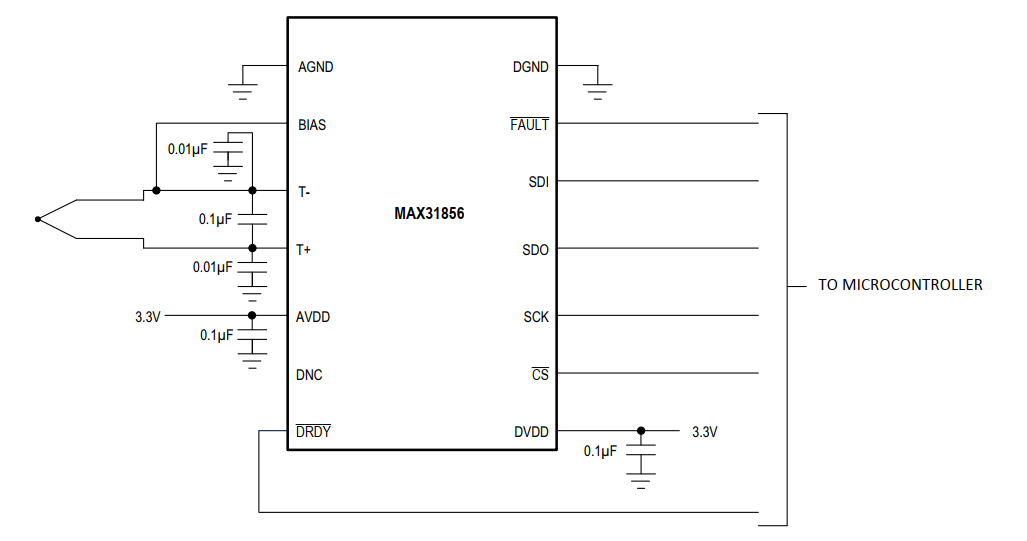 AGND
DGND
BIAS
FAULT
0.01µF
SDI
T-
MAX31856
0.1µF
T+
SDO
0.01µF
TO MICROCONTROLLER
3.3V
AVDD
SCK
0.1µF
DNC
CS
DRDY
DVDD
3.3V
0.1µF